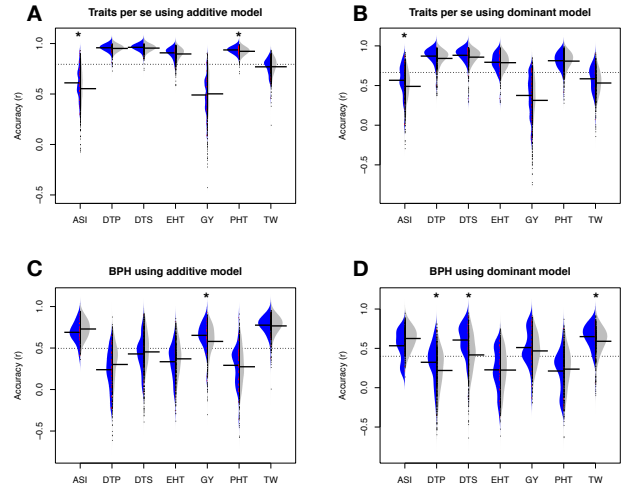 A
Traits per se using additive model
Accuracy (r)
1.0
0.5
0.0
−0.5
*
*
ASI DTP DTS EHT GY PHT TW
B
Traits per se using dominant model
Accuracy (r)
1.0
0.5
0.0
−0.5
*
ASI DTP DTS EHT GY PHT TW
C
BPH using additive model
Accuracy (r)
1.0
0.5
0.0
−0.5
*
ASI DTP DTS EHT GY PHT TW
D
BPH using dominant model
Accuracy (r)
1.0
0.5
0.0
−0.5
*
*
*
ASI DTP DTS EHT GY PHT TW